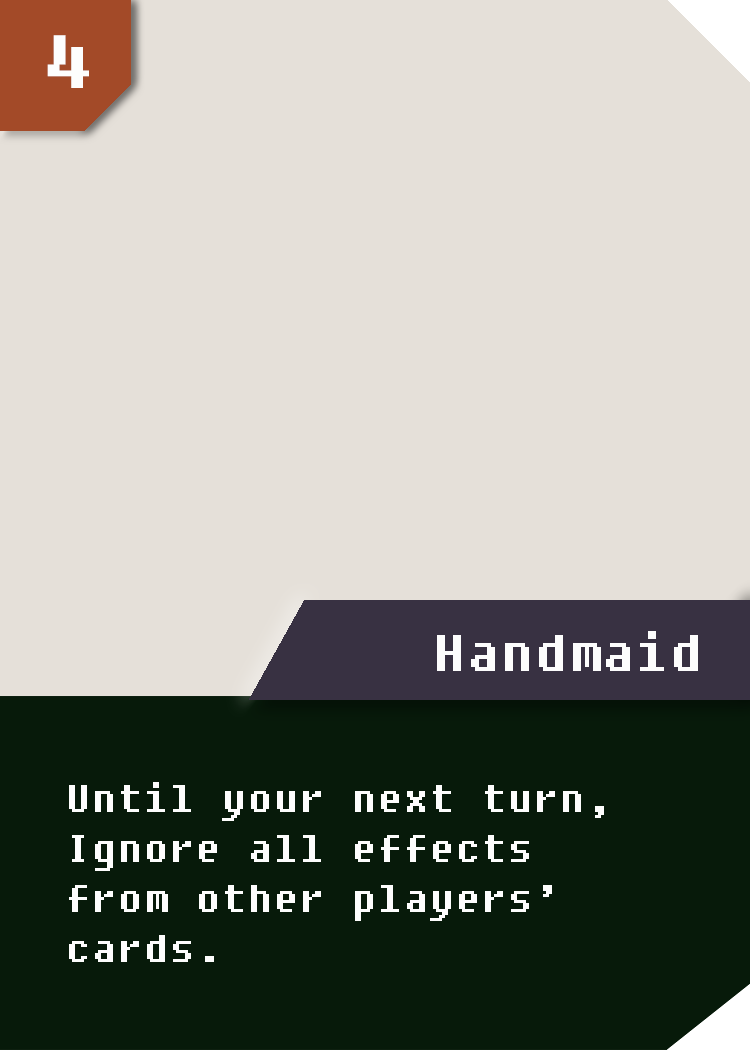 4
Handmaid
Until your next turn,
Ignore all effects
from other players’
cards.